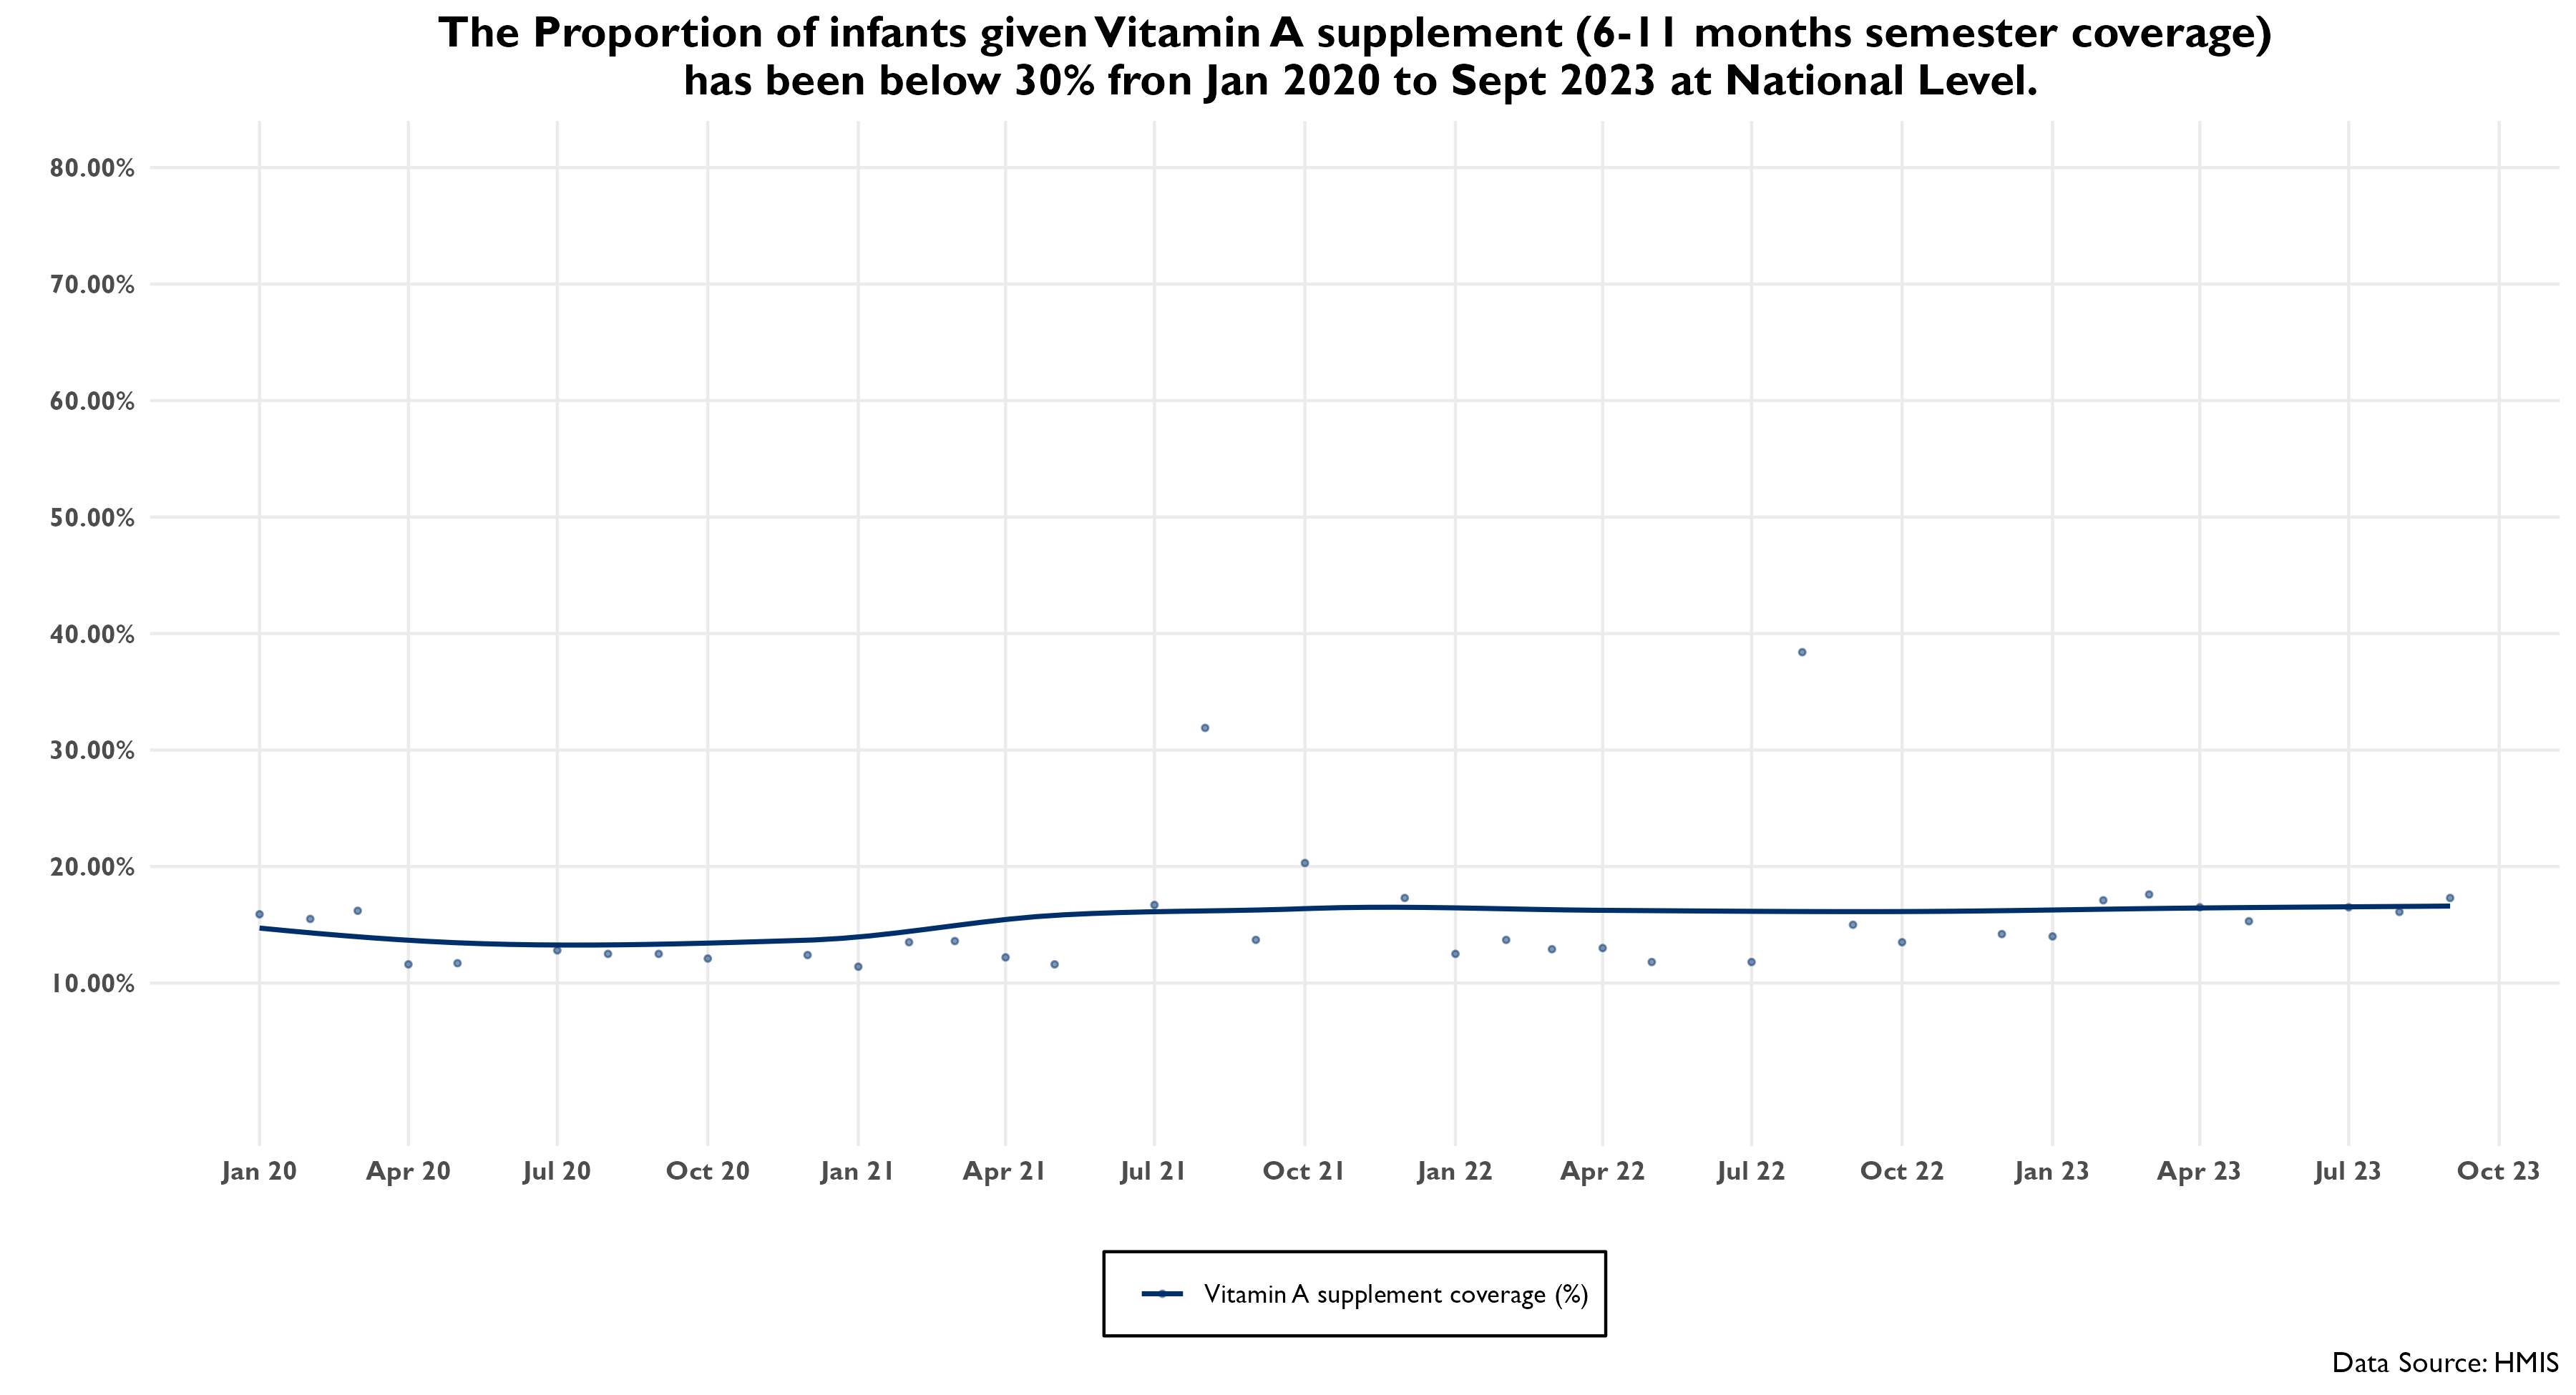 The Proportion of infants given Vitamin A supplement (6-11 months semester coverage)
has been below 30% fron Jan 2020 to Sept 2023 at National Level.
80.00%
70.00%
60.00%
50.00%
40.00%
30.00%
20.00%
10.00%
Jan 20 Apr 20 Jul 20 Oct 20 Jan 21 Apr 21 Jul 21 Oct 21 Jan 22 Apr 22 Jul 22 Oct 22 Jan 23 Apr 23 Jul 23 Oct 23
Vitamin A supplement coverage (%)
Data Source: HMIS